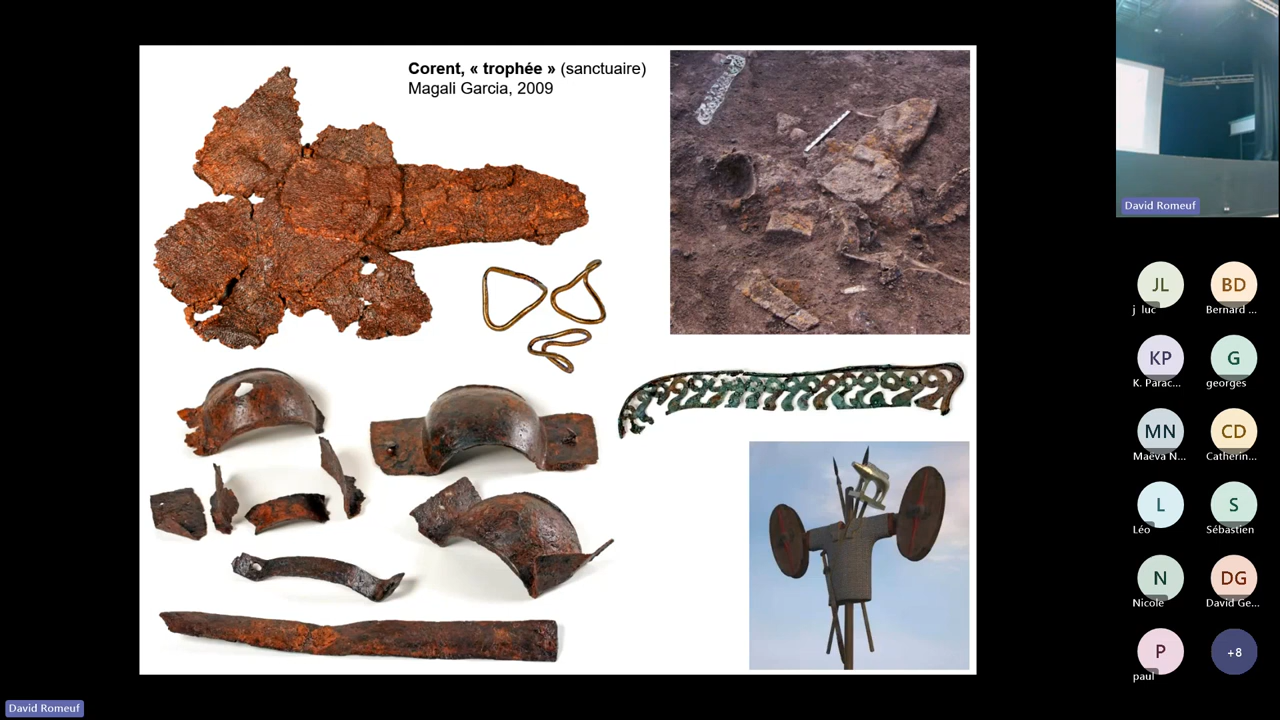 Corent, « trophée » (sanctuaire)
Magali Garcia, 2009
David Romeuf
JL
BD
j luc
Bernard ...
KP
G
K. Parac...
georges
MN
CD
Maëva N...
Catherin...
L
S
Léo
Sébastien
N
DG
Nicole
David Ge...
P
+8
paul
David Romeuf